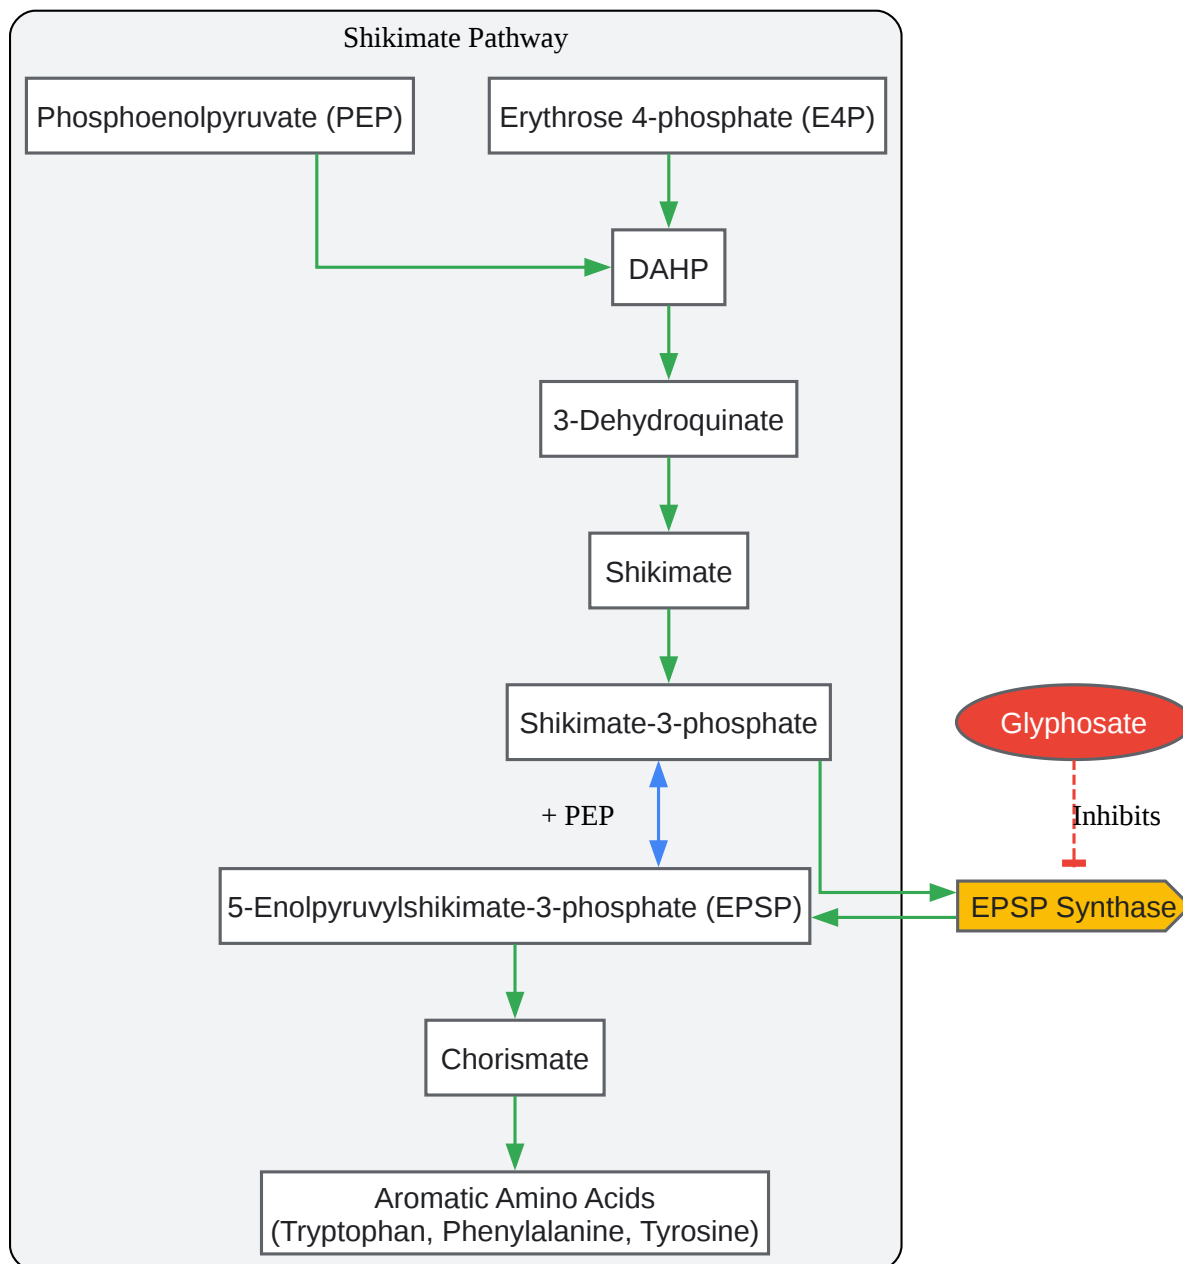 Shikimate Pathway
Phosphoenolpyruvate (PEP)
Erythrose 4-phosphate (E4P)
DAHP
3-Dehydroquinate
Shikimate
Shikimate-3-phosphate
Glyphosate
+ PEP
Inhibits
5-Enolpyruvylshikimate-3-phosphate (EPSP)
EPSP Synthase
Chorismate
Aromatic Amino Acids
(Tryptophan, Phenylalanine, Tyrosine)